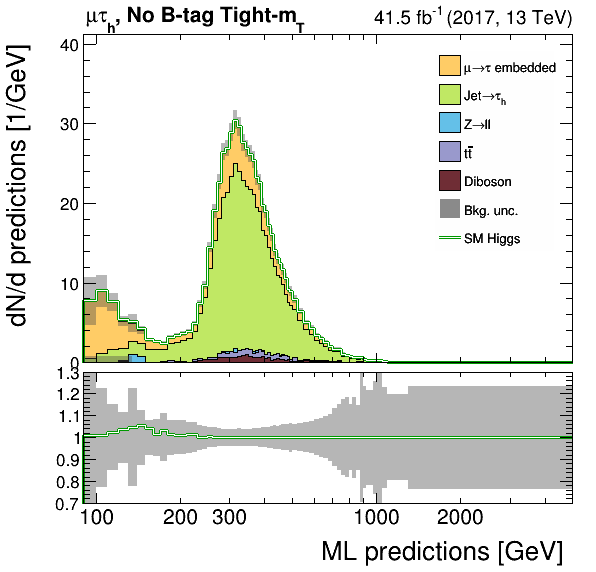 μτh, No B-tag Tight-mT
41.5 fb⁻¹ (2017, 13 TeV)
dN/d predictions [1/GeV]
40
30
20
10
0
μ→τ embedded
Jet→τh
Z→ll
tt̄
Diboson
Bkg. unc.
SM Higgs
1.3
1.2
1.1
1
0.9
0.8
0.7
100 200 300 1000 2000
ML predictions [GeV]